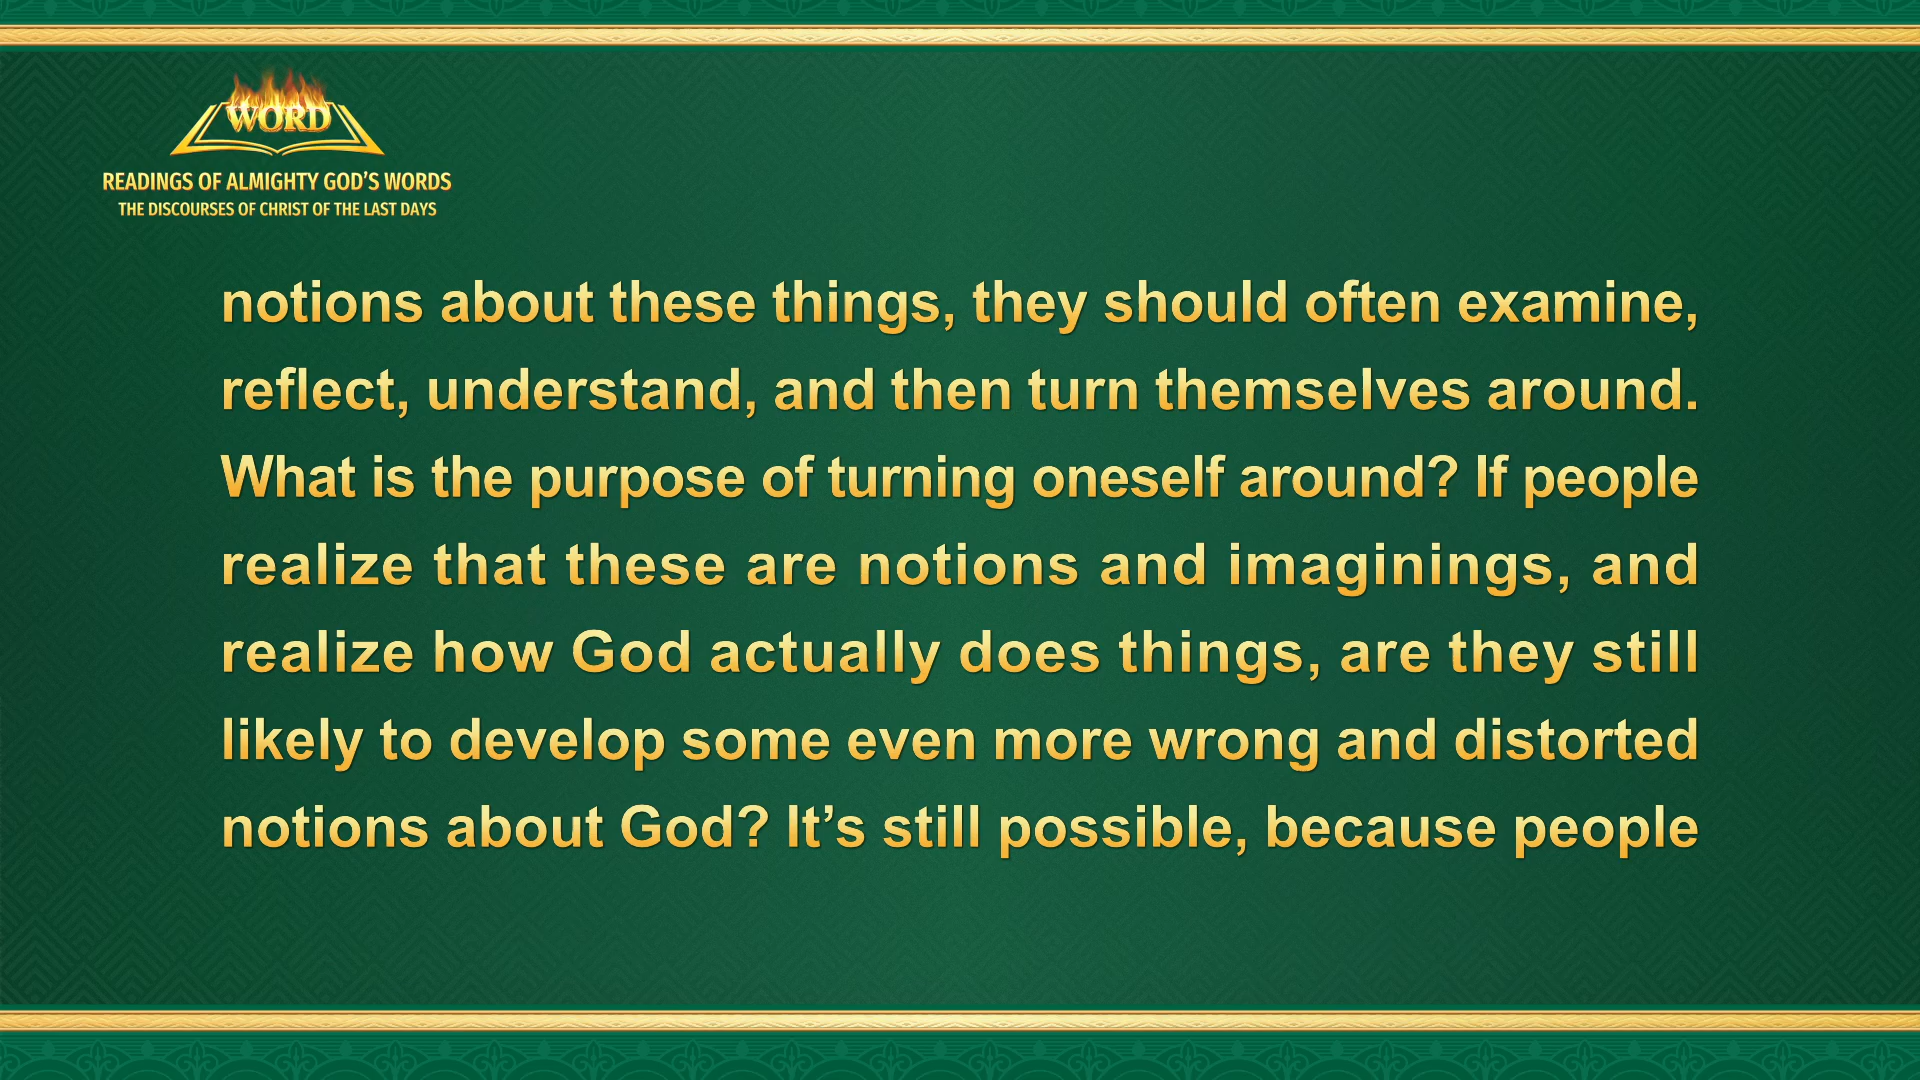 WORD
READINGS OF ALMIGHTY GOD’S WORDS
THE DISCOURSES OF CHRIST OF THE LAST DAYS
notions about these things, they should often examine,
reflect, understand, and then turn themselves around.
What is the purpose of turning oneself around? If people
realize that these are notions and imaginings, and
realize how God actually does things, are they still
likely to develop some even more wrong and distorted
notions about God? It’s still possible, because people